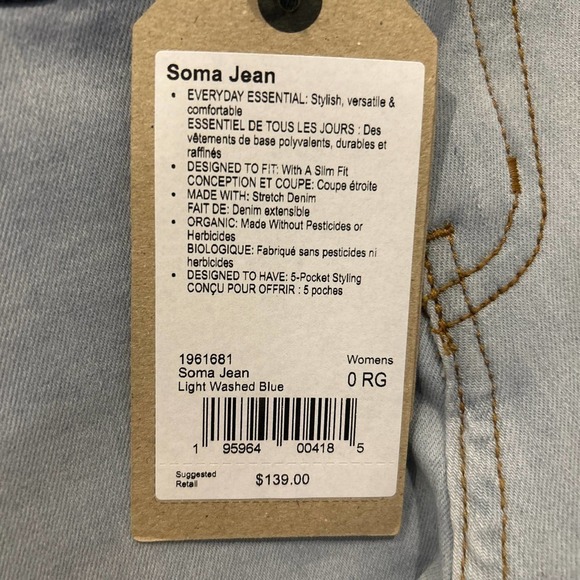 Soma Jean
• EVERYDAY ESSENTIAL: Stylish, versatile &
comfortable
ESSENTIEL DE TOUS LES JOURS : Des
vêtements de base polyvalents, durables et
raffinés
• DESIGNED TO FIT: With A Slim Fit
CONCEPTION ET COUPE: Coupe étroite
• MADE WITH: Stretch Denim
FAIT DE: Denim extensible
• ORGANIC: Made Without Pesticides or
Herbicides
BIOLOGIQUE: Fabriqué sans pesticides ni
herbicides
• DESIGNED TO HAVE: 5-Pocket Styling
CONÇU POUR OFFRIR : 5 poches
1961681 Womens
Soma Jean
Light Washed Blue 0 RG
1 95964 00418 5
Suggested
Retail $139.00